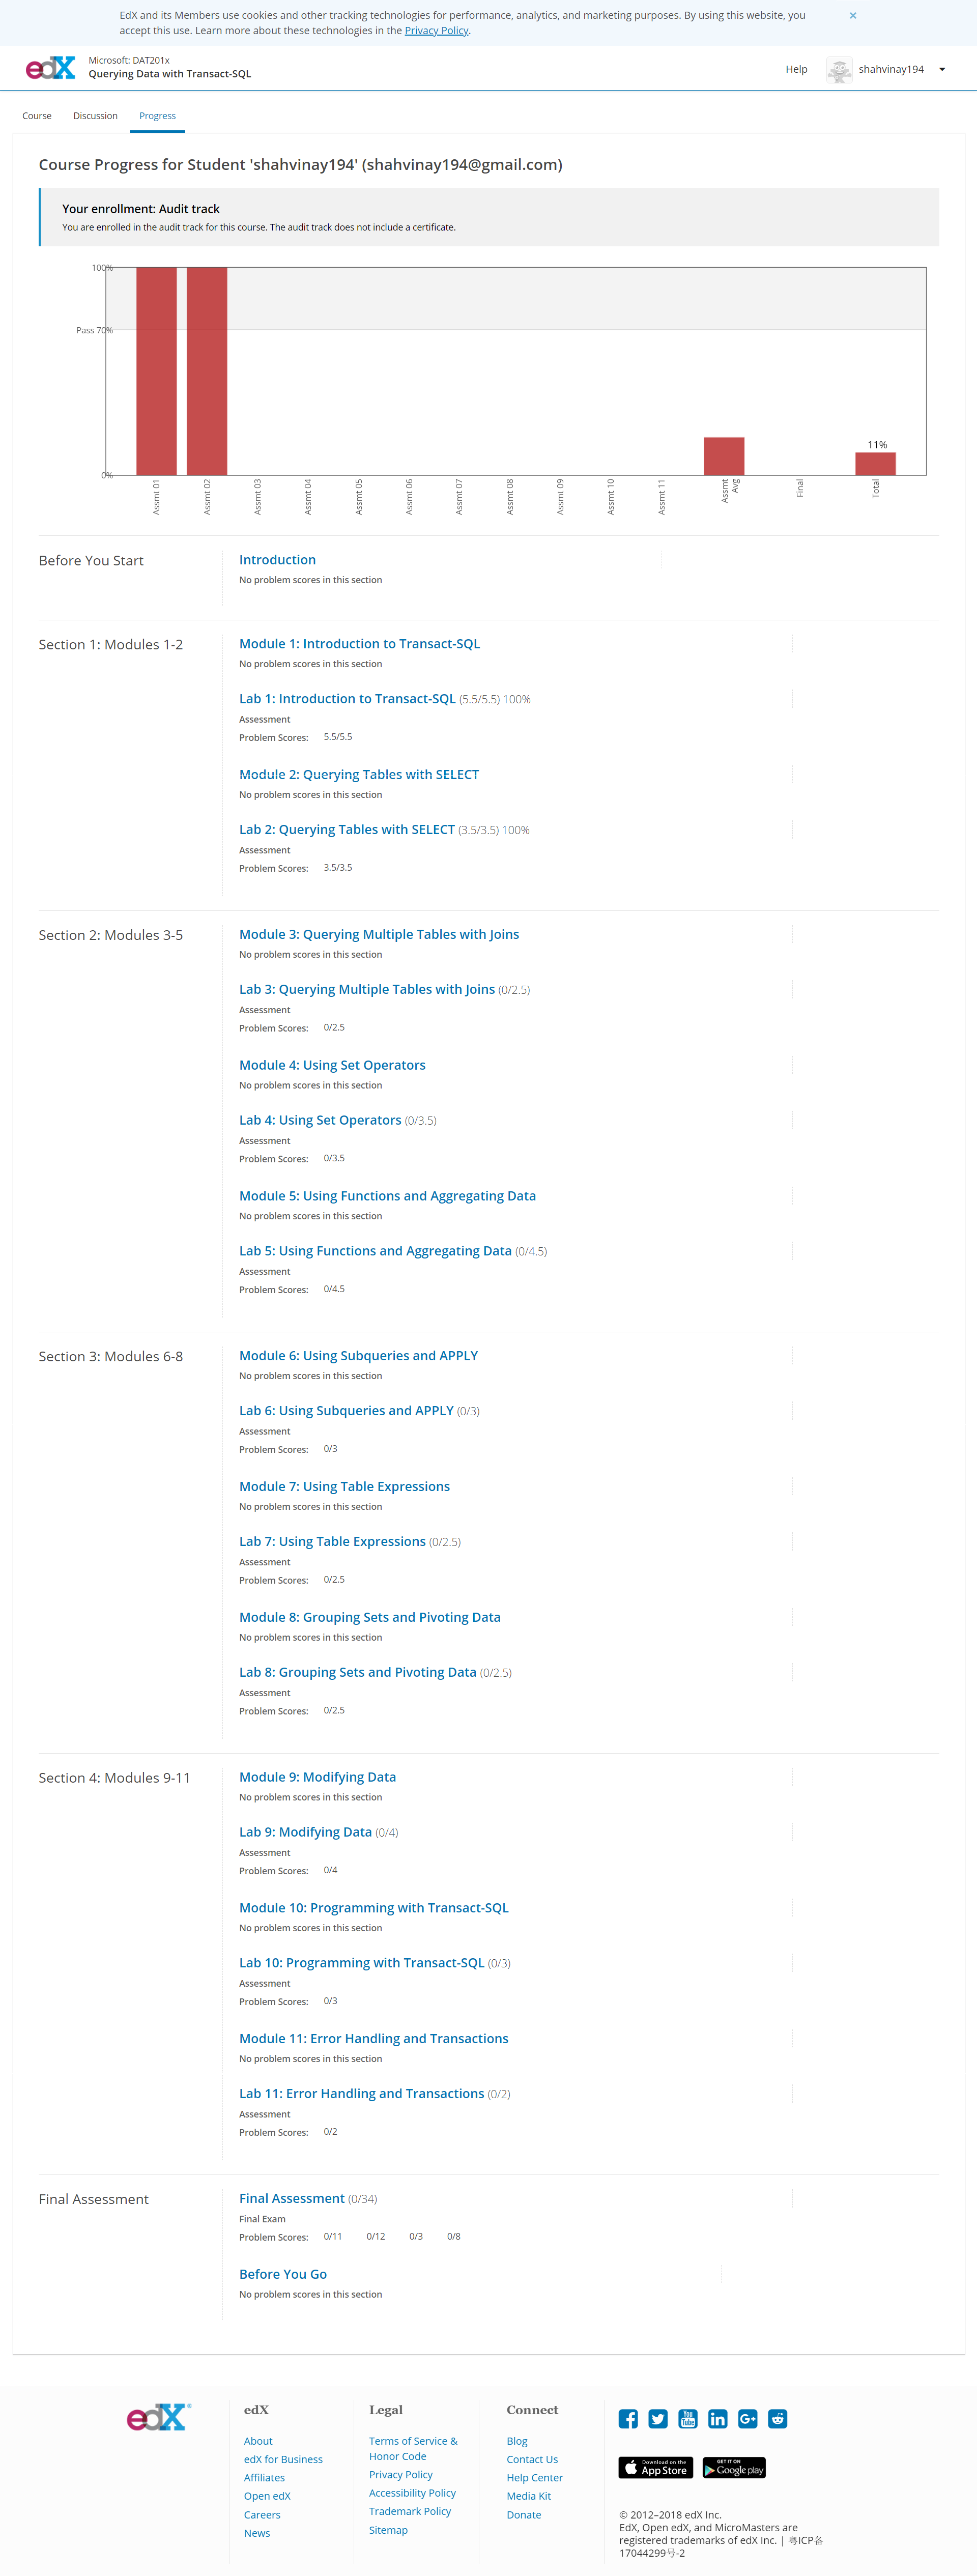 EdX and its Members use cookies and other tracking technologies for performance, analytics, and marketing purposes. By using this website, you
accept this use. Learn more about these technologies in the Privacy Policy.
×
edX
Microsoft: DAT201x
Querying Data with Transact-SQL
Help
shahvinay194
Course
Discussion
Progress
Course Progress for Student 'shahvinay194' (shahvinay194@gmail.com)
Your enrollment: Audit track
You are enrolled in the audit track for this course. The audit track does not include a certificate.
100%
Pass 70%
0%
11%
Assmt 01
Assmt 02
Assmt 03
Assmt 04
Assmt 05
Assmt 06
Assmt 07
Assmt 08
Assmt 09
Assmt 10
Assmt 11
Assmt
Avg
Final
Total
Before You Start
Introduction
No problem scores in this section
Section 1: Modules 1-2
Module 1: Introduction to Transact-SQL
No problem scores in this section
Lab 1: Introduction to Transact-SQL (5.5/5.5) 100%
Assessment
Problem Scores: 5.5/5.5
Module 2: Querying Tables with SELECT
No problem scores in this section
Lab 2: Querying Tables with SELECT (3.5/3.5) 100%
Assessment
Problem Scores: 3.5/3.5
Section 2: Modules 3-5
Module 3: Querying Multiple Tables with Joins
No problem scores in this section
Lab 3: Querying Multiple Tables with Joins (0/2.5)
Assessment
Problem Scores: 0/2.5
Module 4: Using Set Operators
No problem scores in this section
Lab 4: Using Set Operators (0/3.5)
Assessment
Problem Scores: 0/3.5
Module 5: Using Functions and Aggregating Data
No problem scores in this section
Lab 5: Using Functions and Aggregating Data (0/4.5)
Assessment
Problem Scores: 0/4.5
Section 3: Modules 6-8
Module 6: Using Subqueries and APPLY
No problem scores in this section
Lab 6: Using Subqueries and APPLY (0/3)
Assessment
Problem Scores: 0/3
Module 7: Using Table Expressions
No problem scores in this section
Lab 7: Using Table Expressions (0/2.5)
Assessment
Problem Scores: 0/2.5
Module 8: Grouping Sets and Pivoting Data
No problem scores in this section
Lab 8: Grouping Sets and Pivoting Data (0/2.5)
Assessment
Problem Scores: 0/2.5
Section 4: Modules 9-11
Module 9: Modifying Data
No problem scores in this section
Lab 9: Modifying Data (0/4)
Assessment
Problem Scores: 0/4
Module 10: Programming with Transact-SQL
No problem scores in this section
Lab 10: Programming with Transact-SQL (0/3)
Assessment
Problem Scores: 0/3
Module 11: Error Handling and Transactions
No problem scores in this section
Lab 11: Error Handling and Transactions (0/2)
Assessment
Problem Scores: 0/2
Final Assessment
Final Assessment (0/34)
Final Exam
Problem Scores: 0/11 0/12 0/3 0/8
Before You Go
No problem scores in this section
edX®
edX
About
edX for Business
Affiliates
Open edX
Careers
News
Legal
Terms of Service &
Honor Code
Privacy Policy
Accessibility Policy
Trademark Policy
Sitemap
Connect
Blog
Contact Us
Help Center
Media Kit
Donate
You
Tube
in
G+
Download on the
App Store
GET IT ON
Google play
© 2012–2018 edX Inc.
EdX, Open edX, and MicroMasters are
registered trademarks of edX Inc. | 粤ICP备
17044299号-2